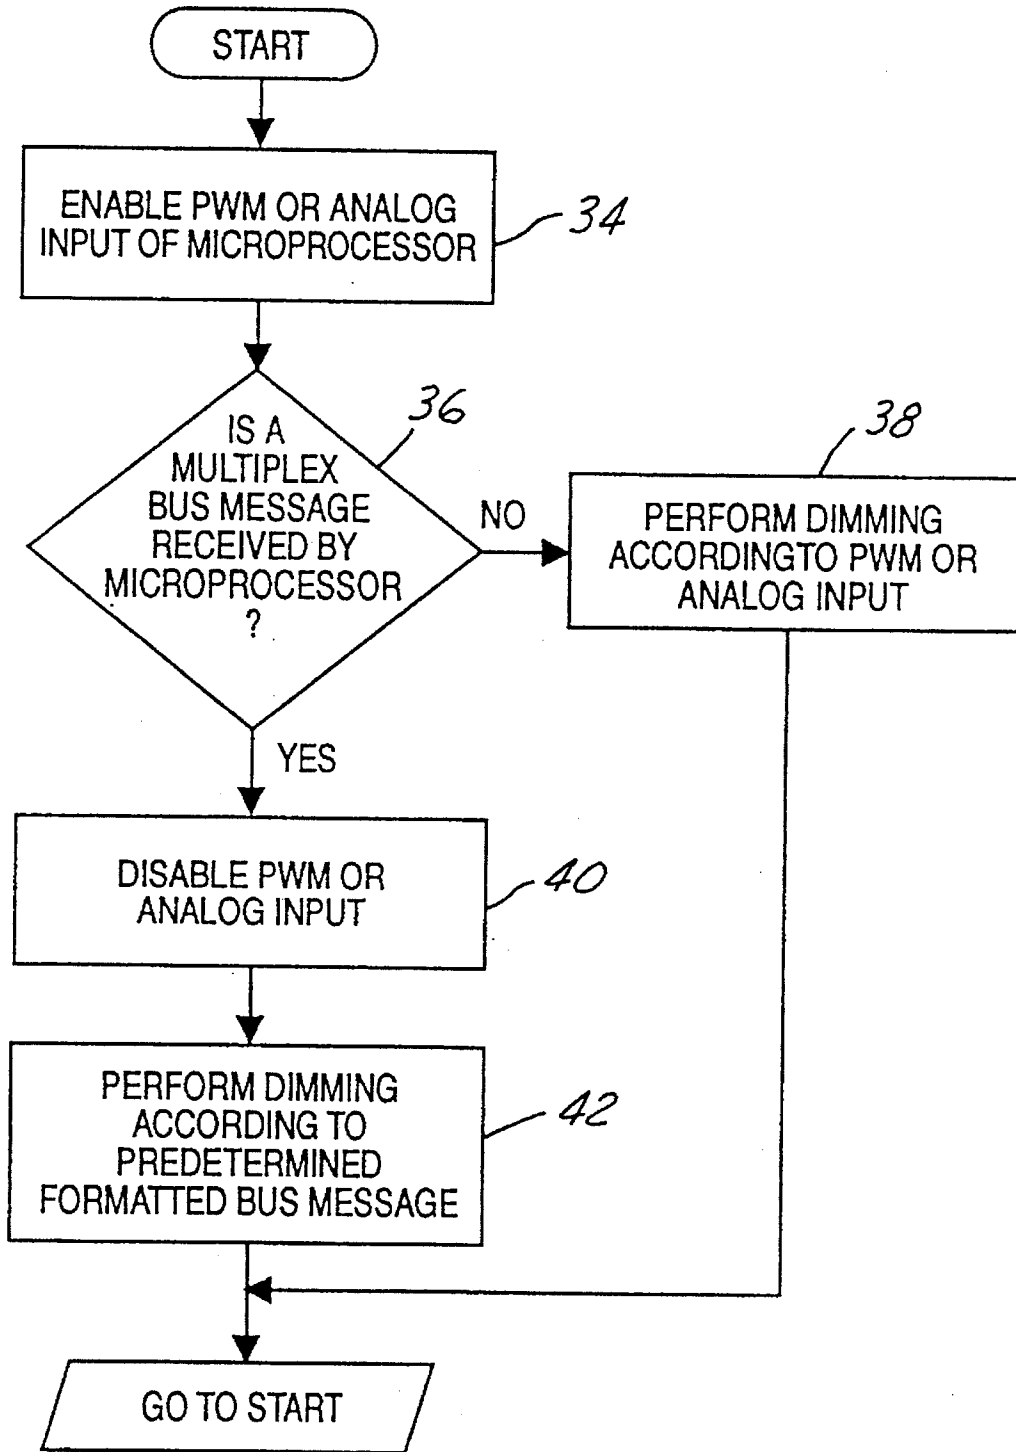 START
ENABLE PWM OR ANALOG
INPUT OF MICROPROCESSOR
34
IS A
MULTIPLEX
BUS MESSAGE
RECEIVED BY
MICROPROCESSOR
?
36
NO
38
PERFORM DIMMING
ACCORDINGTO PWM OR
ANALOG INPUT
YES
DISABLE PWM OR
ANALOG INPUT
40
PERFORM DIMMING
ACCORDING TO
PREDETERMINED
FORMATTED BUS MESSAGE
42
GO TO START